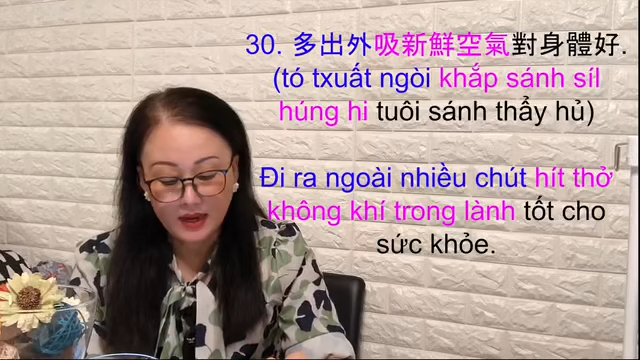 30. 多出外吸新鮮空氣對身體好.
(tó txuất ngòi khắp sánh síl
húng hi tuôi sánh thẩy hủ)
Đi ra ngoài nhiều chút hít thở
không khí trong lành tốt cho
sức khỏe.